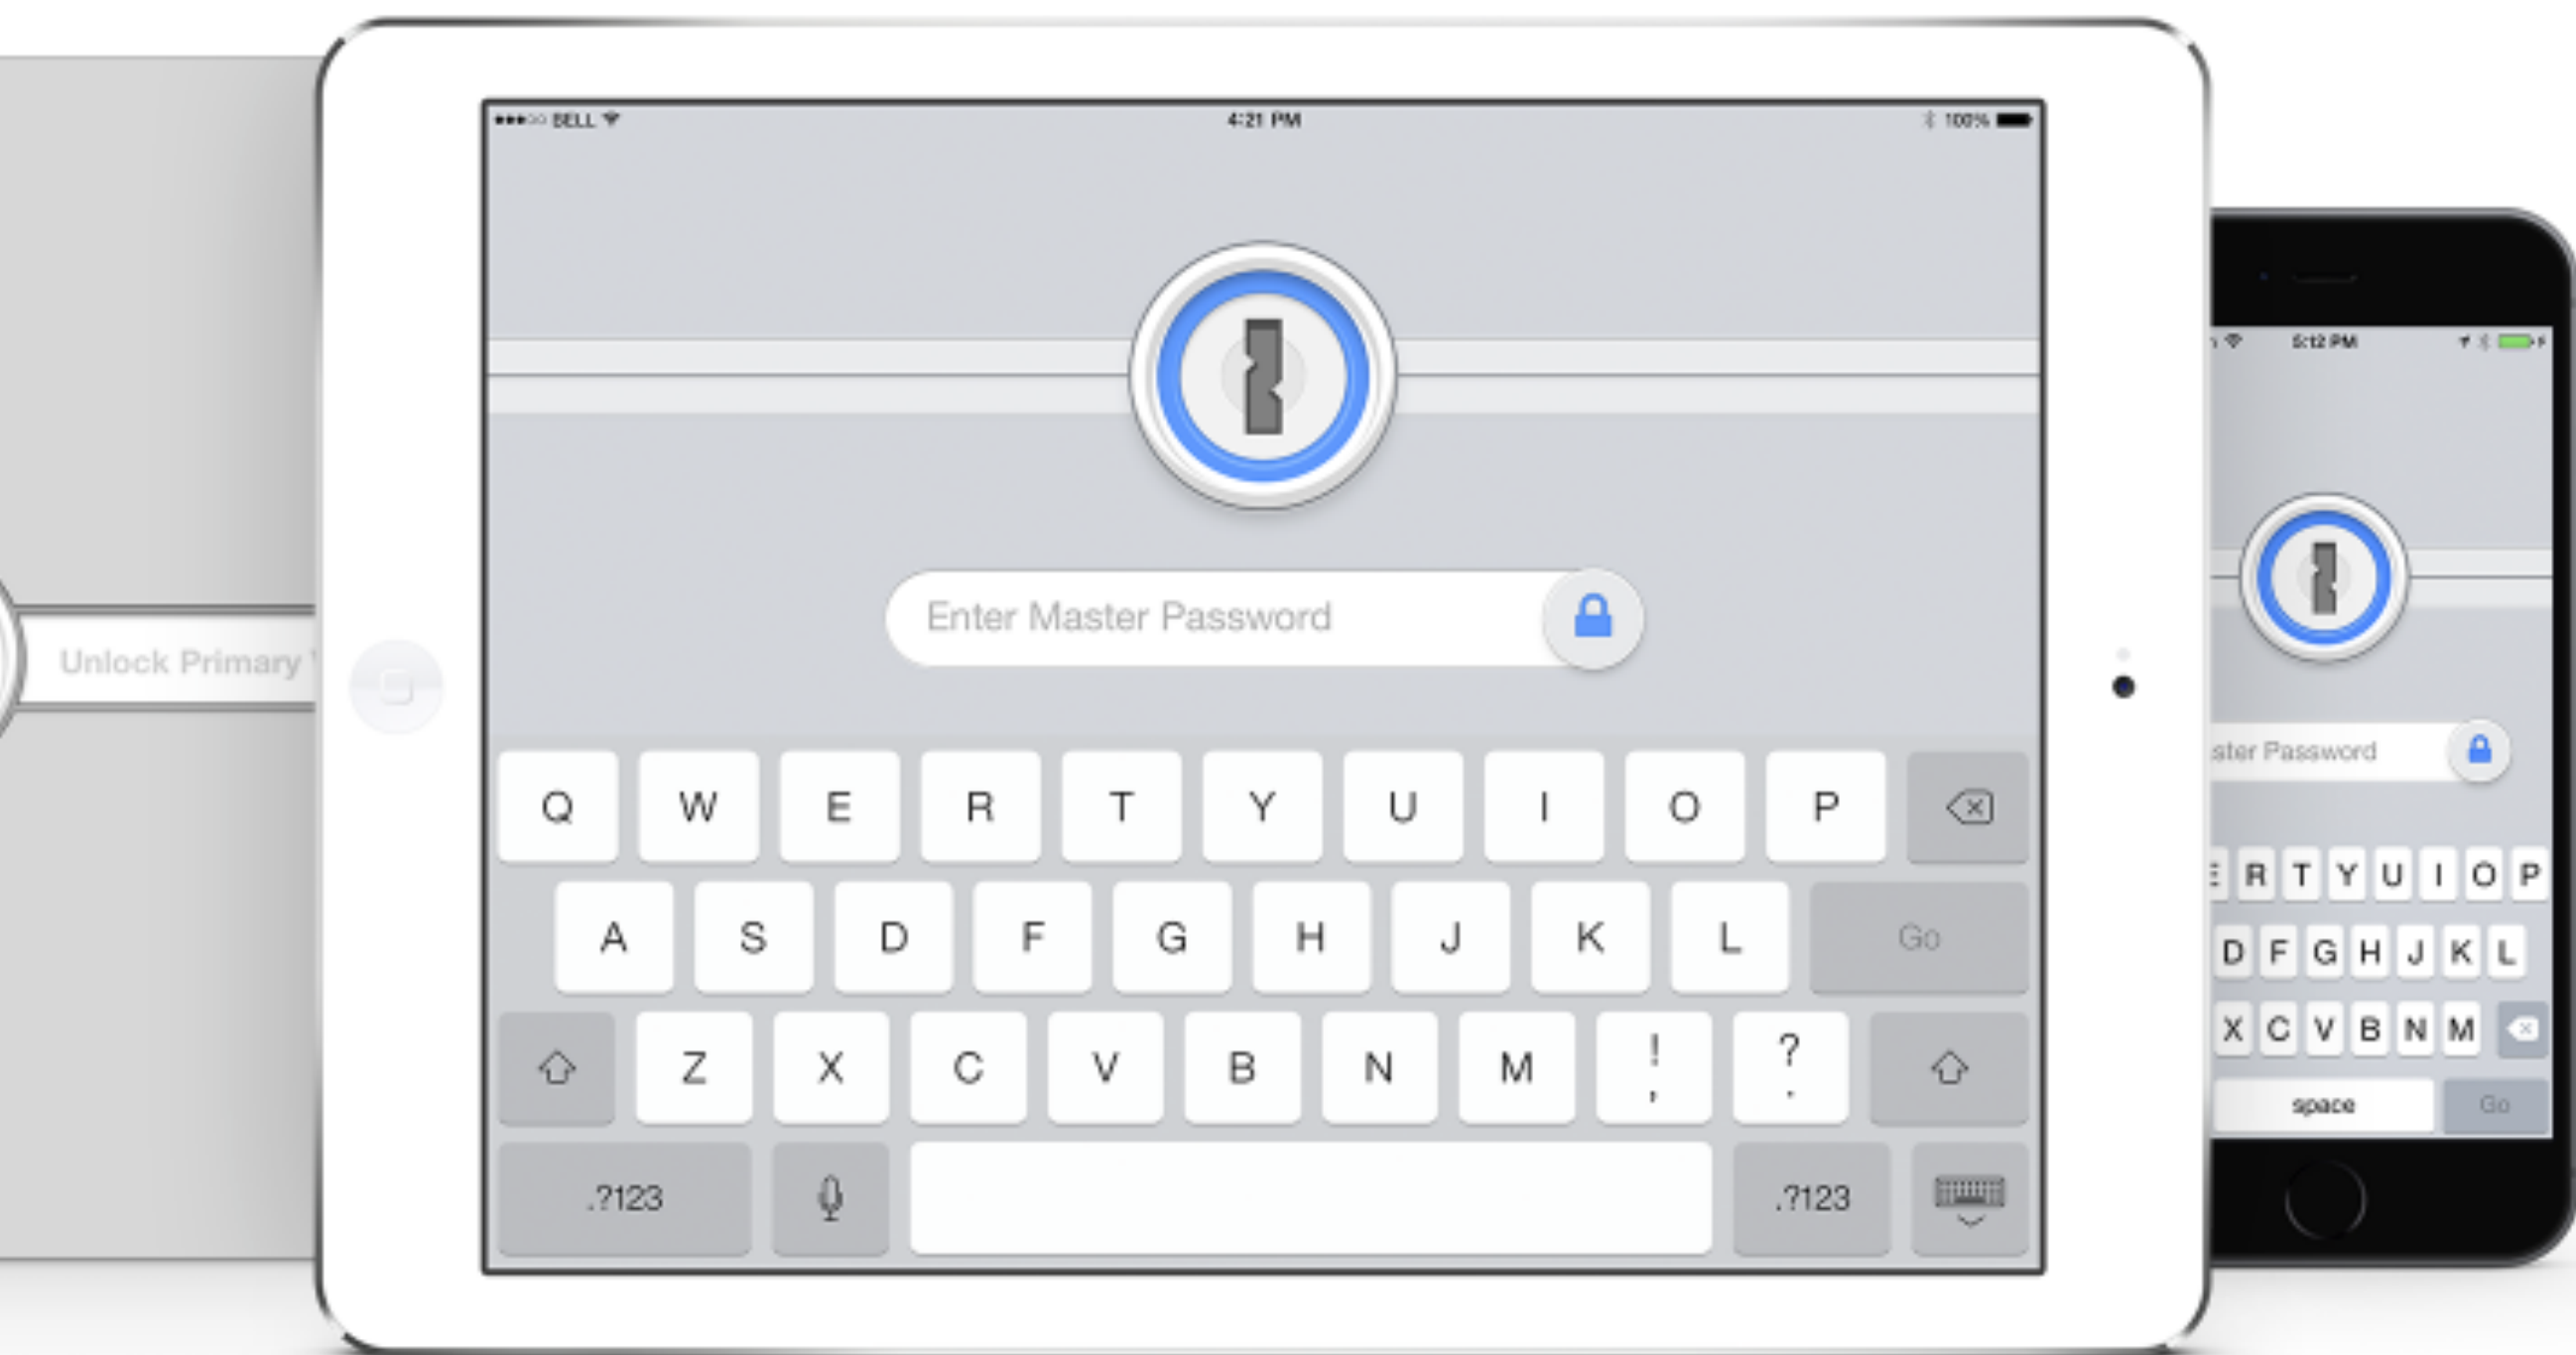 BELL
4:21 PM
100%
Enter Master Password
Q W E R T Y U I O P
A S D F G H J K L Go
Z X C V B N M ! , ? .
.?123 .?123
Unlock Primary
5:12 PM
Password
R T Y U I O P
D F G H J K L
X C V B N M
space Go